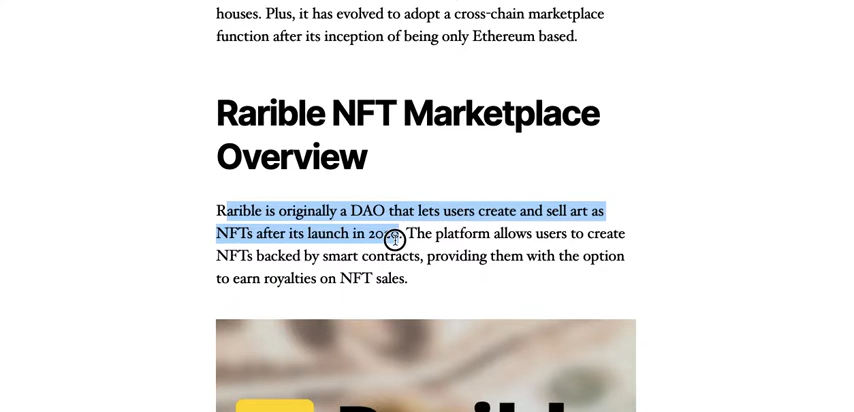 houses. Plus, it has evolved to adopt a cross-chain marketplace
function after its inception of being only Ethereum based.
Rarible NFT Marketplace
Overview
Rarible is originally a DAO that lets users create and sell art as
NFTs after its launch in The platform allows users to create
NFTs backed by smart contracts, providing them with the option
to earn royalties on NFT sales.